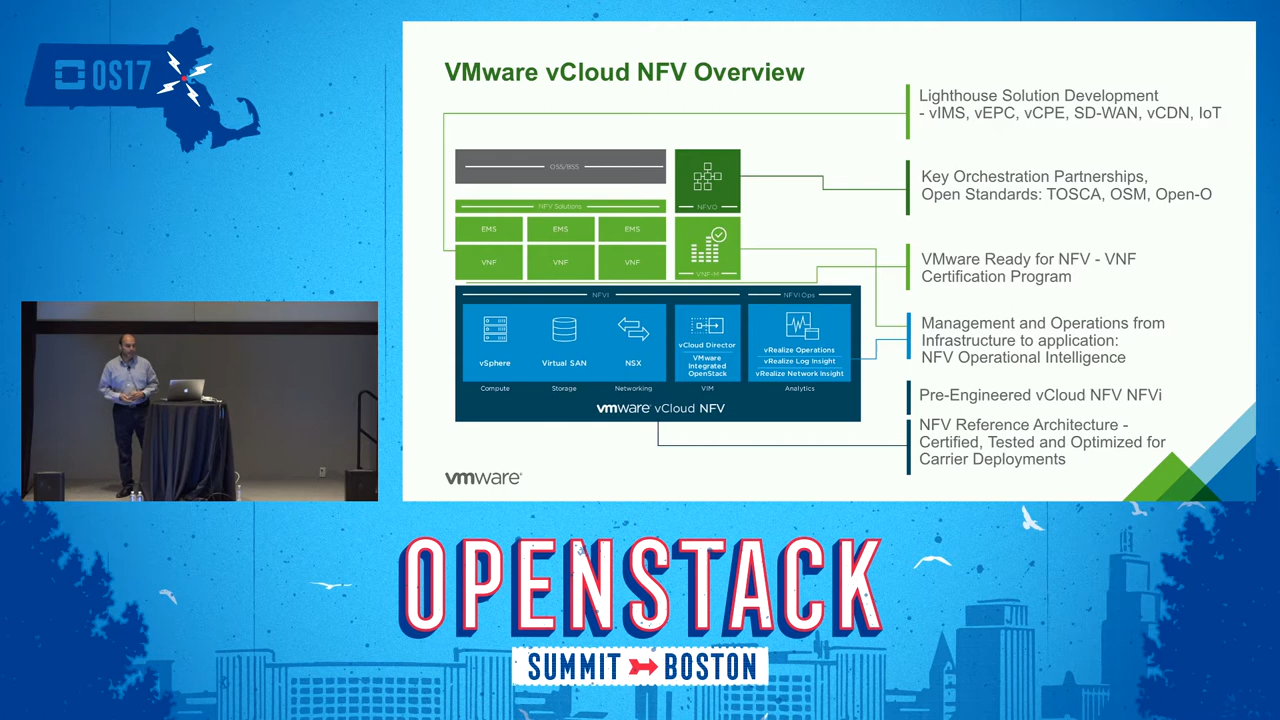 OS17
VMware vCloud NFV Overview
Lighthouse Solution Development
- vIMS, vEPC, vCPE, SD-WAN, vCDN, IoT
Key Orchestration Partnerships,
Open Standards: TOSCA, OSM, Open-O
VMware Ready for NFV - VNF
Certification Program
Management and Operations from
Infrastructure to application:
NFV Operational Intelligence
Pre-Engineered vCloud NFV NFVi
NFV Reference Architecture -
Certified, Tested and Optimized for
Carrier Deployments
OSS/BSS
NFVO
NFV Solutions
EMS EMS EMS
VNF VNF VNF
VNF-M
NFVI
NFVI Ops
vSphere
Virtual SAN
NSX
vCloud Director
VMware
Integrated
OpenStack
vRealize Operations
vRealize Log Insight
vRealize Network Insight
Compute
Storage
Networking
VIM
Analytics
vmware vCloud NFV
vmware®
OPENSTACK
SUMMIT BOSTON